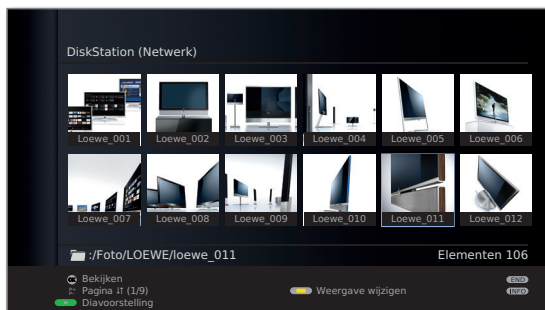 DiskStation (Netwerk)
Loewe_001 Loewe_002 Loewe_003 Loewe_004 Loewe_005 Loewe_006
Loewe_007 Loewe_008 Loewe_009 Loewe_010 Loewe_011 Loewe_012
:/Foto/LOEWE/loewe_011 Elementen 106
OK Bekijken END
P+ P- Pagina ↓↑ (1/9) Weergave wijzigen INFO
Diavoorstelling